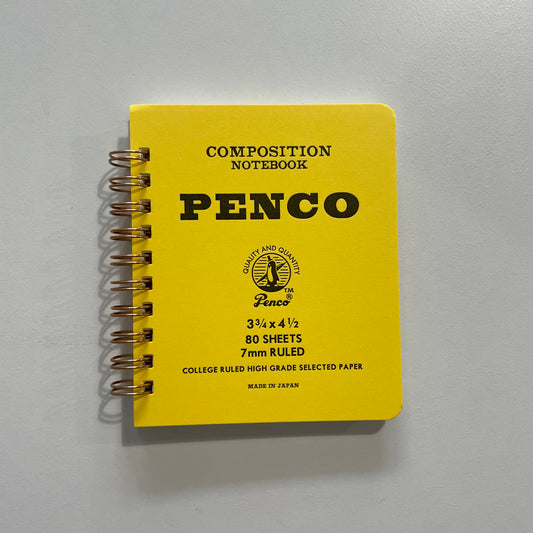 COMPOSITION
NOTEBOOK
PENCO
QUALITY AND QUANTITY
T.M.
Penco®
3¾ x 4½
80 SHEETS
7mm RULED
COLLEGE RULED HIGH GRADE SELECTED PAPER
MADE IN JAPAN